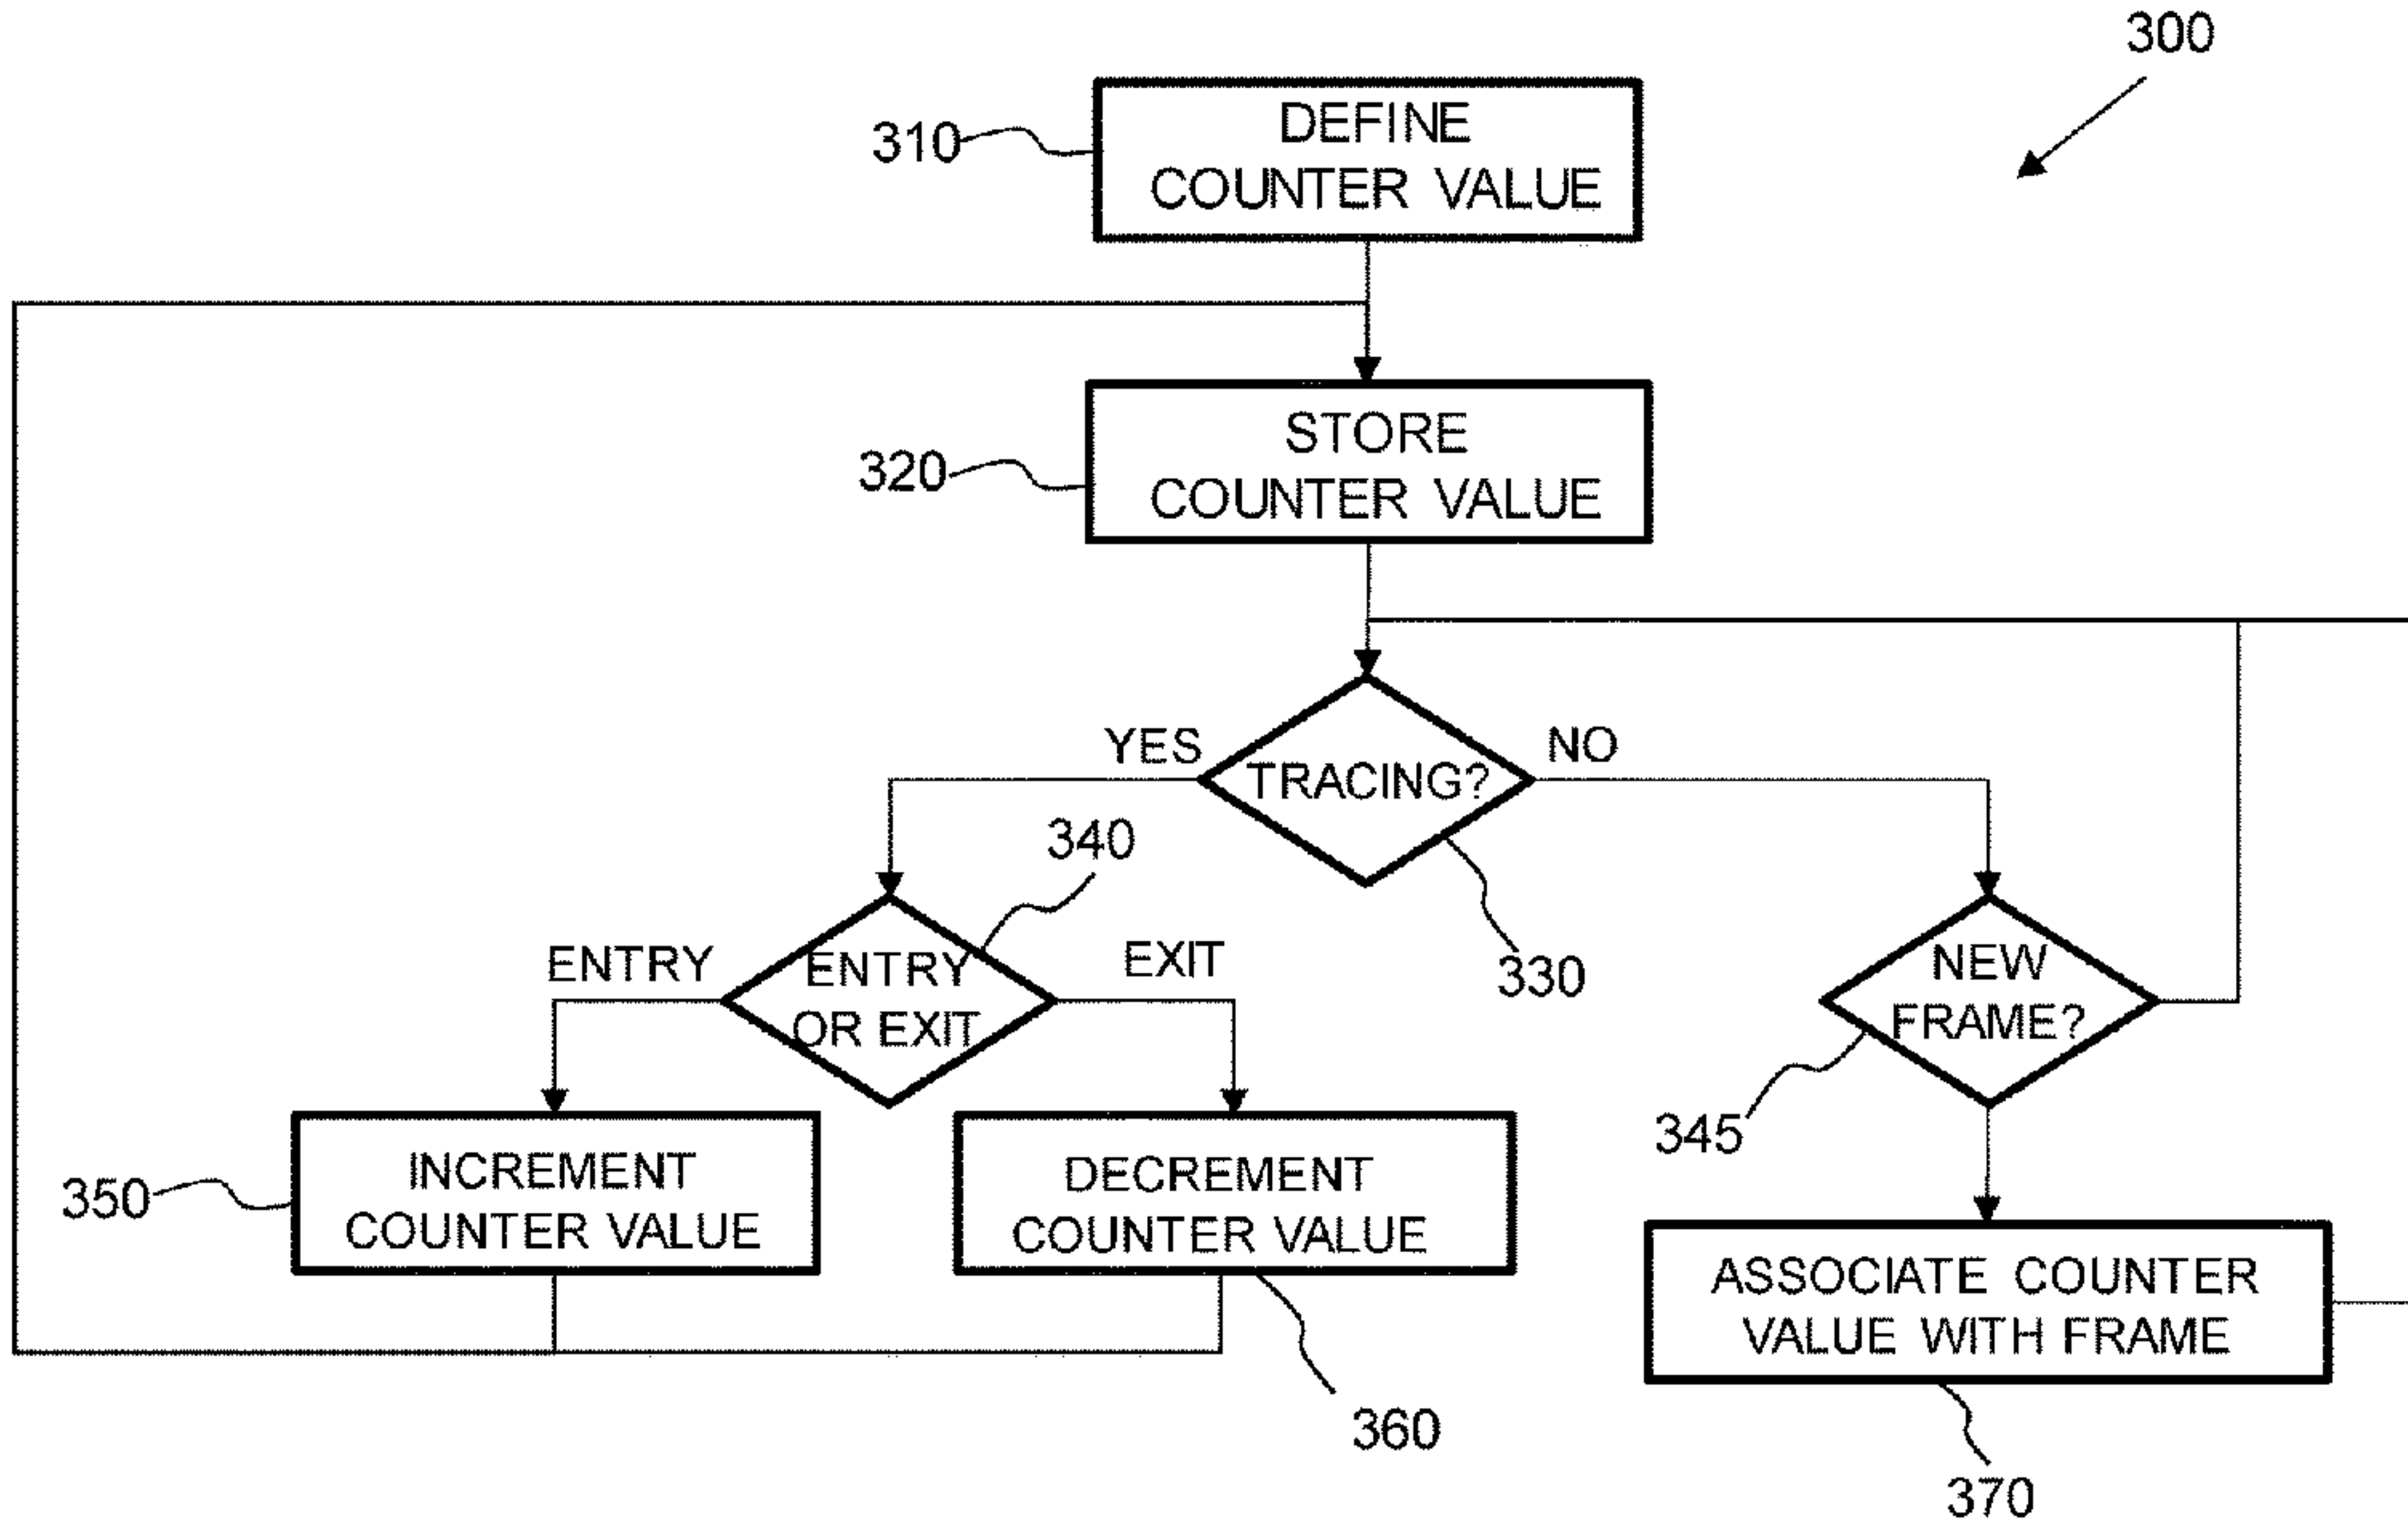 300
310
DEFINE
COUNTER VALUE
320
STORE
COUNTER VALUE
YES
TRACING?
NO
330
340
ENTRY
ENTRY
OR EXIT
EXIT
NEW
FRAME?
345
350
INCREMENT
COUNTER VALUE
DECREMENT
COUNTER VALUE
360
ASSOCIATE COUNTER
VALUE WITH FRAME
370